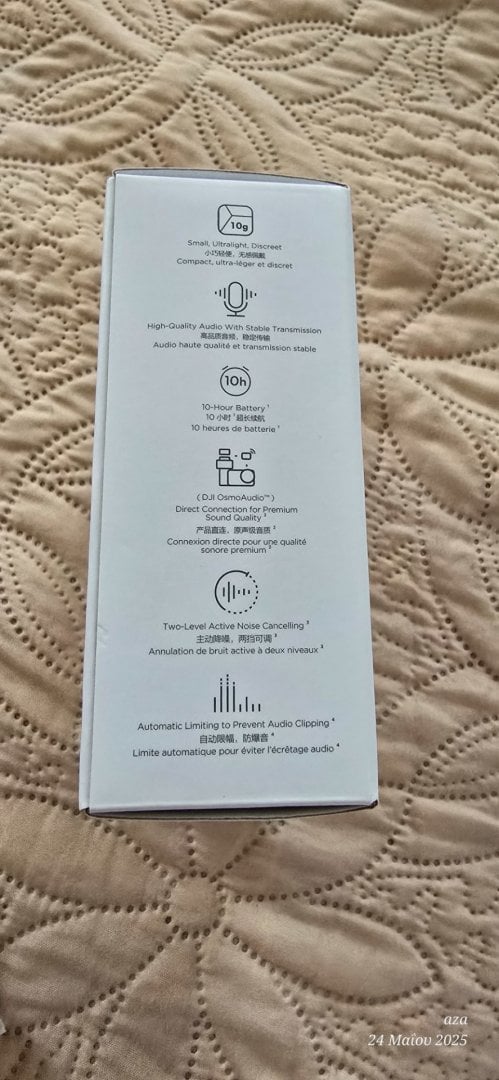 10g
Small, Ultralight, Discreet
小巧轻便，无感佩戴
Compact, ultra-léger et discret
High-Quality Audio With Stable Transmission
高品质音频，稳定传输
Audio haute qualité et transmission stable
10h
10-Hour Battery ¹
10 小时 ¹ 超长续航
10 heures de batterie ¹
( DJI OsmoAudio™ )
Direct Connection for Premium
Sound Quality ²
产品直连，原声级音质 ²
Connexion directe pour une qualité
sonore premium ²
Two-Level Active Noise Cancelling ³
主动降噪，两挡可调 ³
Annulation de bruit active à deux niveaux ³
Automatic Limiting to Prevent Audio Clipping ⁴
自动限幅，防爆音 ⁴
Limite automatique pour éviter l'écrêtage audio ⁴
aza
24 Μαΐου 2025